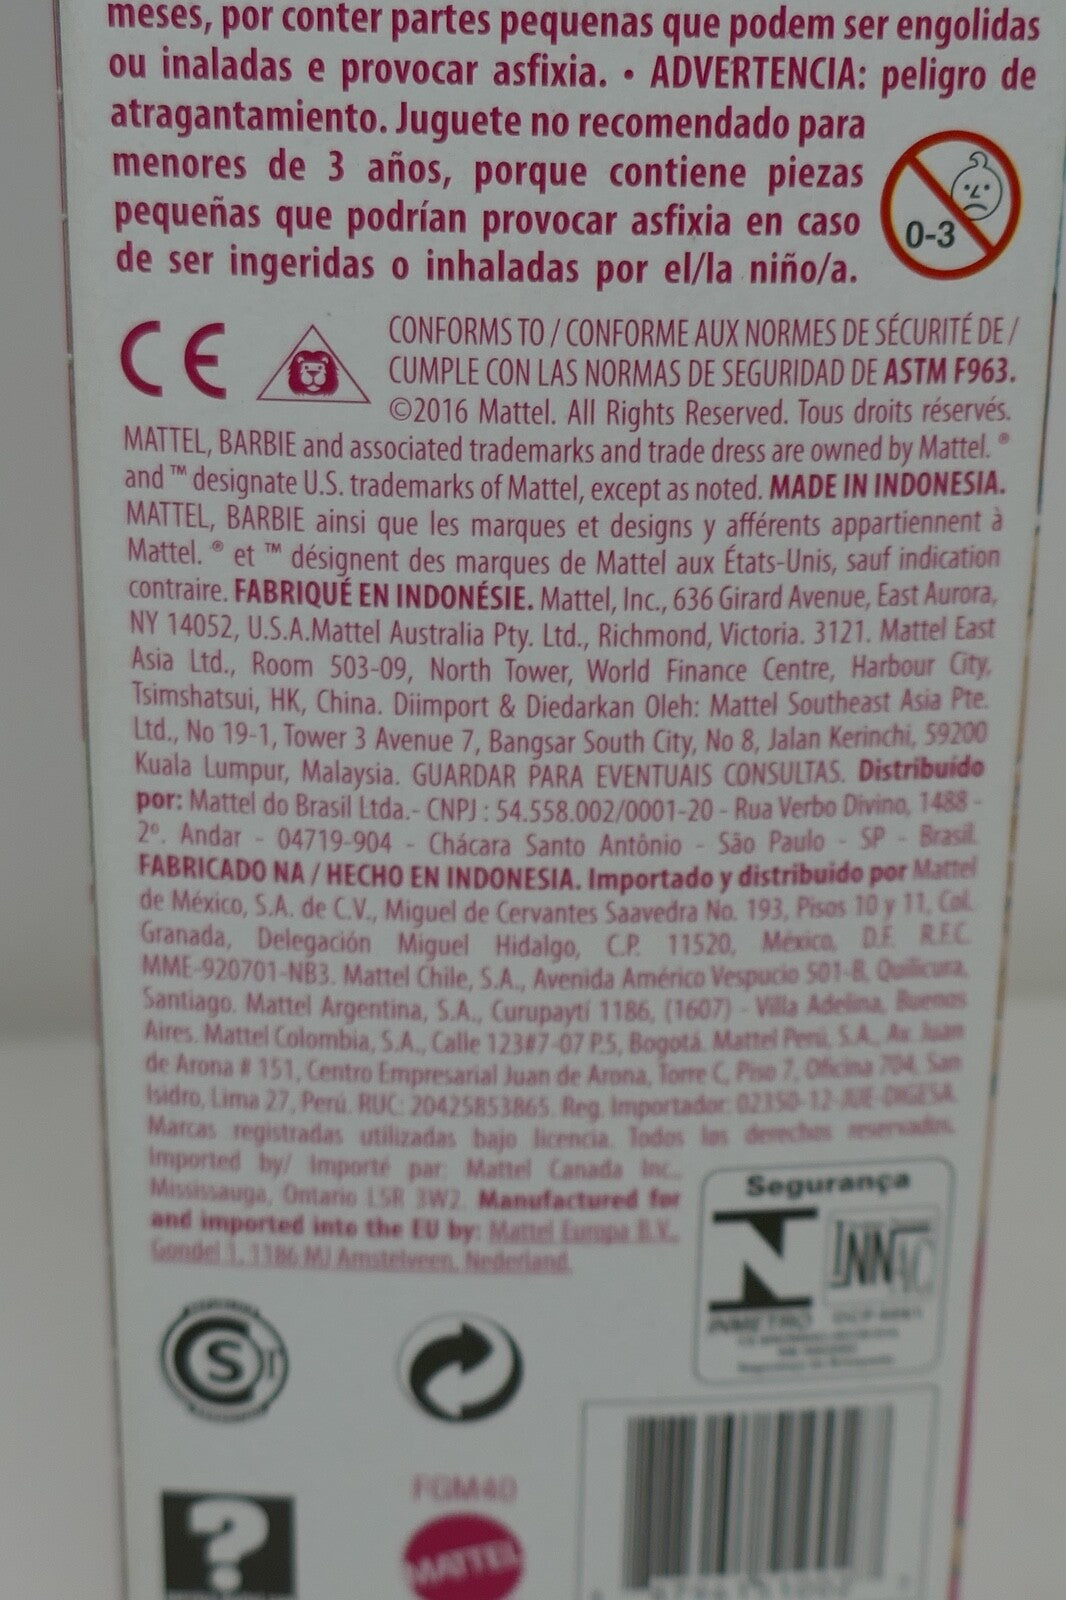 meses, por conter partes pequenas que podem ser engolidas
ou inaladas e provocar asfixia. • ADVERTENCIA: peligro de
atragantamiento. Juguete no recomendado para
menores de 3 años, porque contiene piezas
pequeñas que podrían provocar asfixia en caso
de ser ingeridas o inhaladas por el/la niño/a.
0-3
CE
CONFORMS TO / CONFORME AUX NORMES DE SÉCURITÉ DE /
CUMPLE CON LAS NORMAS DE SEGURIDAD DE ASTM F963.
©2016 Mattel. All Rights Reserved. Tous droits réservés.
MATTEL, BARBIE and associated trademarks and trade dress are owned by Mattel. ®
and ™ designate U.S. trademarks of Mattel, except as noted. MADE IN INDONESIA.
MATTEL, BARBIE ainsi que les marques et designs y afférents appartiennent à
Mattel. ® et ™ désignent des marques de Mattel aux États-Unis, sauf indication
contraire. FABRIQUÉ EN INDONÉSIE. Mattel, Inc., 636 Girard Avenue, East Aurora,
NY 14052, U.S.A.Mattel Australia Pty. Ltd., Richmond, Victoria. 3121. Mattel East
Asia Ltd., Room 503-09, North Tower, World Finance Centre, Harbour City,
Tsimshatsui, HK, China. Diimport & Diedarkan Oleh: Mattel Southeast Asia Pte.
Ltd., No 19-1, Tower 3 Avenue 7, Bangsar South City, No 8, Jalan Kerinchi, 59200
Kuala Lumpur, Malaysia. GUARDAR PARA EVENTUAIS CONSULTAS. Distribuído
por: Mattel do Brasil Ltda.- CNPJ : 54.558.002/0001-20 - Rua Verbo Divino, 1488 -
2º. Andar - 04719-904 - Chácara Santo Antônio - São Paulo - SP - Brasil.
FABRICADO NA / HECHO EN INDONESIA. Importado y distribuido por Mattel
de México, S.A. de C.V., Miguel de Cervantes Saavedra No. 193, Pisos 10 y 11, Col.
Granada, Delegación Miguel Hidalgo, C.P. 11520, México, D.F. R.F.C.
MME-920701-NB3. Mattel Chile, S.A., Avenida Américo Vespucio 501-B, Quilicura,
Santiago. Mattel Argentina, S.A., Curupaytí 1186, (1607) - Villa Adelina, Buenos
Aires. Mattel Colombia, S.A., Calle 123#7-07 P.5, Bogotá. Mattel Perú, S.A., Av. Juan
de Arona # 151, Centro Empresarial Juan de Arona, Torre C, Piso 7, Oficina 704, San
Isidro, Lima 27, Perú. RUC: 20425853865. Reg. Importador: 02350-12-JUE-DIGESA.
Marcas registradas utilizadas bajo licencia. Todos los derechos reservados.
Imported by/ Importé par: Mattel Canada Inc.,
Mississauga, Ontario L5R 3W2. Manufactured for
and imported into the EU by: Mattel Europa B.V.,
Gondel 1, 1186 MJ Amstelveen, Nederland.
Segurança
INNAC
INMETRO
S
?
FGM40
MATTEL